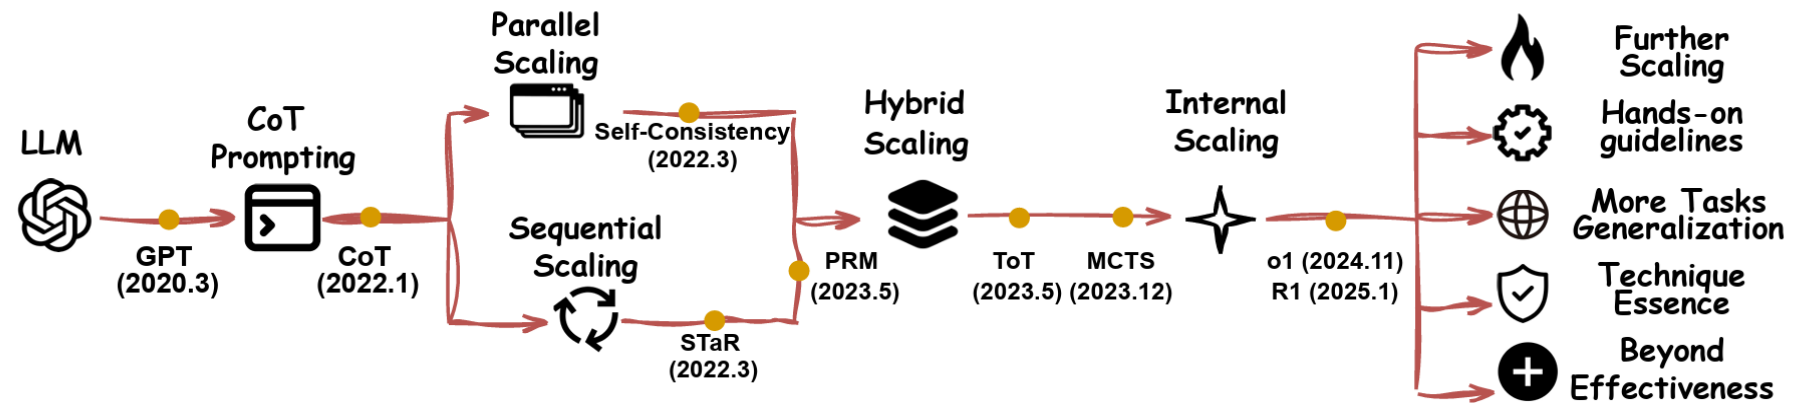 LLM
GPT
(2020.3)
CoT
Prompting
CoT
(2022.1)
Parallel
Scaling
Self-Consistency
(2022.3)
Sequential
Scaling
STaR
(2022.3)
PRM
(2023.5)
Hybrid
Scaling
ToT
(2023.5)
MCTS
(2023.12)
Internal
Scaling
o1 (2024.11)
R1 (2025.1)
Further
Scaling
Hands-on
guidelines
More Tasks
Generalization
Technique
Essence
Beyond
Effectiveness